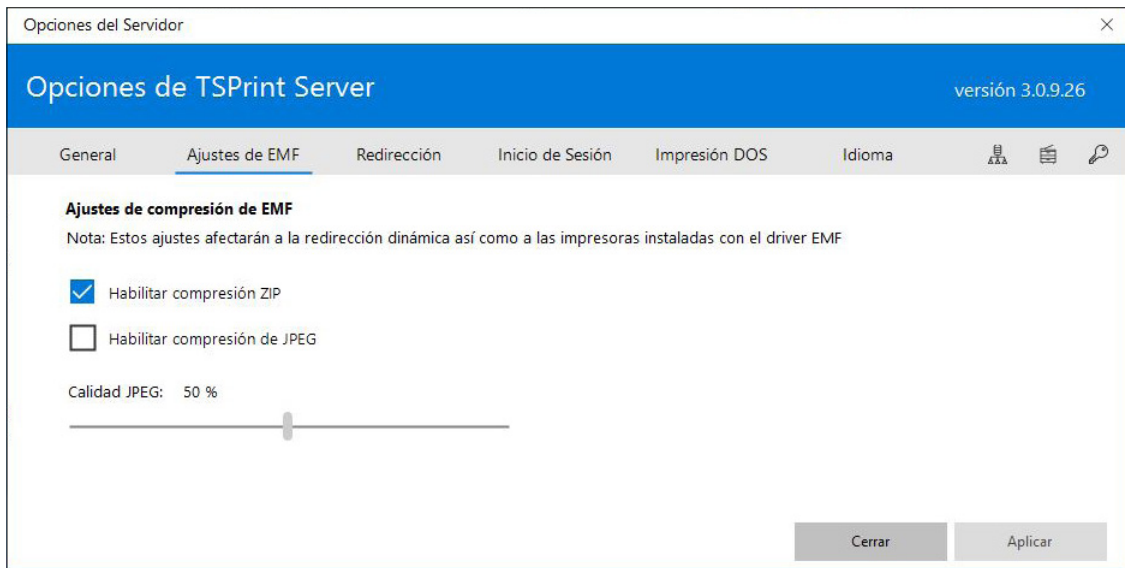 Opciones del Servidor
Opciones de TSPrint Server
versión 3.0.9.26
General Ajustes de EMF Redirección Inicio de Sesión Impresión DOS Idioma
Ajustes de compresión de EMF
Nota: Estos ajustes afectarán a la redirección dinámica así como a las impresoras instaladas con el driver EMF
Habilitar compresión ZIP
Habilitar compresión de JPEG
Calidad JPEG: 50 %
Cerrar Aplicar